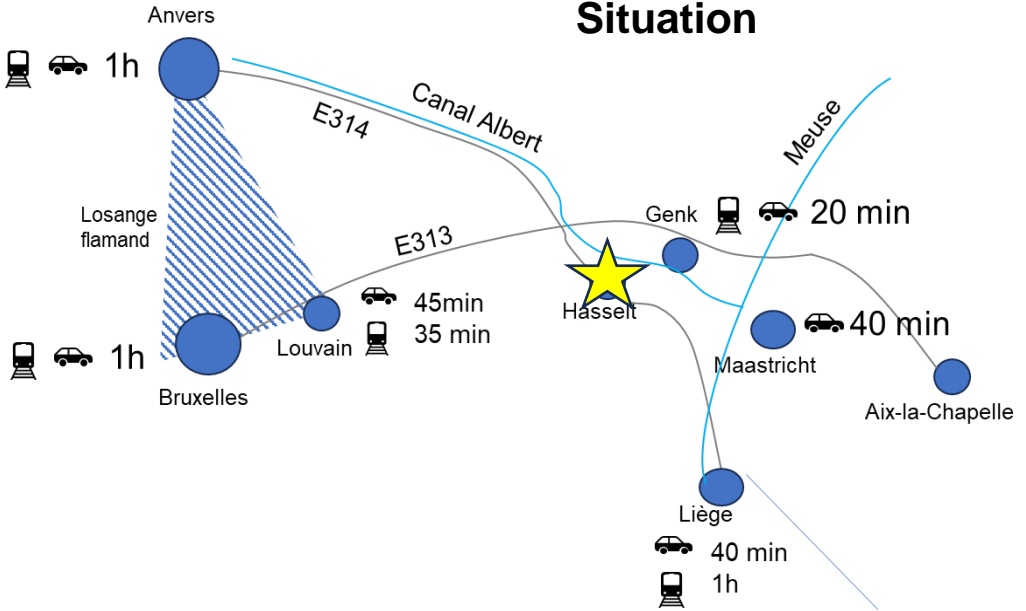 Situation
Anvers
1h
E314
Canal Albert
Meuse
Losange
flamand
E313
Genk
20 min
Hasselt
45min
35 min
Louvain
40 min
Maastricht
1h
Bruxelles
Aix-la-Chapelle
Liège
40 min
1h